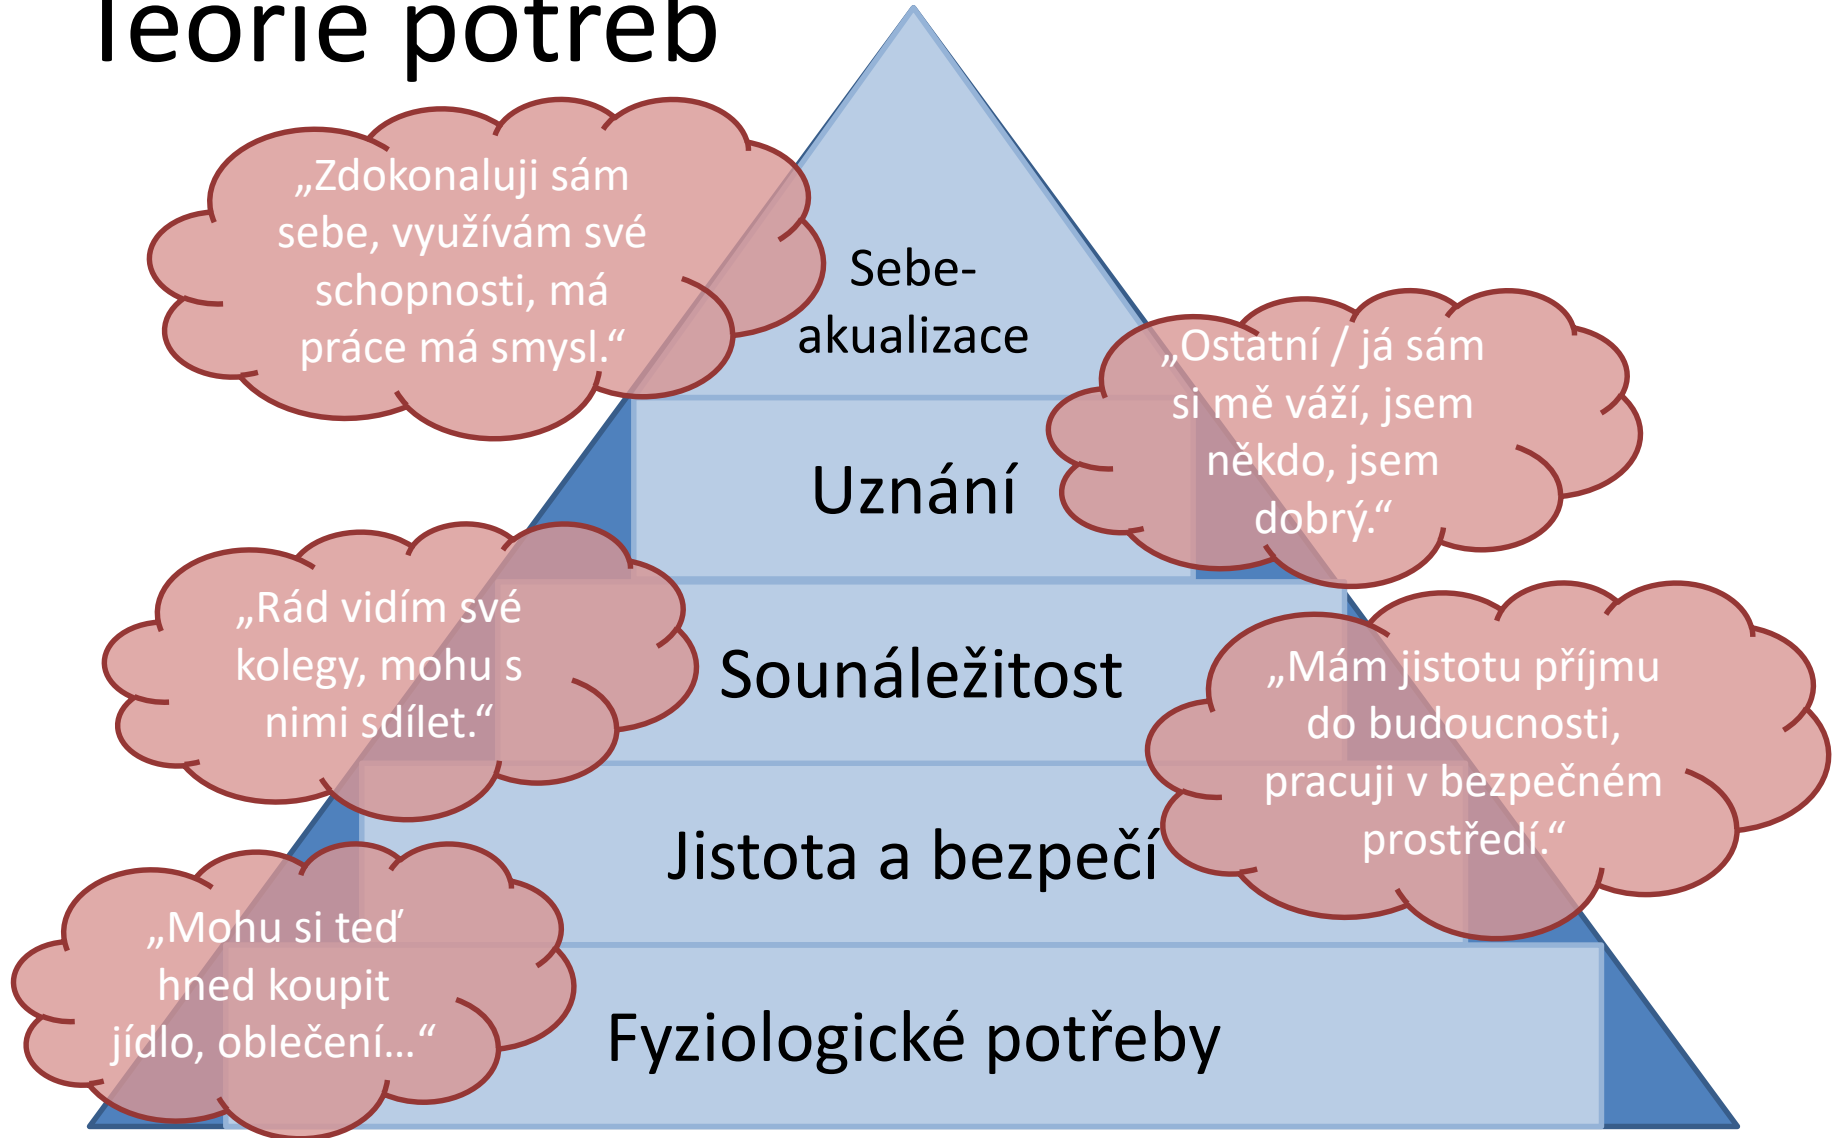 Teorie potřeb
„Zdokonaluji sám
sebe, využívám své
schopnosti, má
práce má smysl.“
Sebe-
akualizace
„Ostatní / já sám
si mě váží, jsem
někdo, jsem
dobrý.“
Uznání
„Rád vidím své
kolegy, mohu s
nimi sdílet.“
Sounáležitost
„Mám jistotu příjmu
do budoucnosti,
pracuji v bezpečném
prostředí.“
Jistota a bezpečí
„Mohu si teď
hned koupit
jídlo, oblečení…“
Fyziologické potřeby